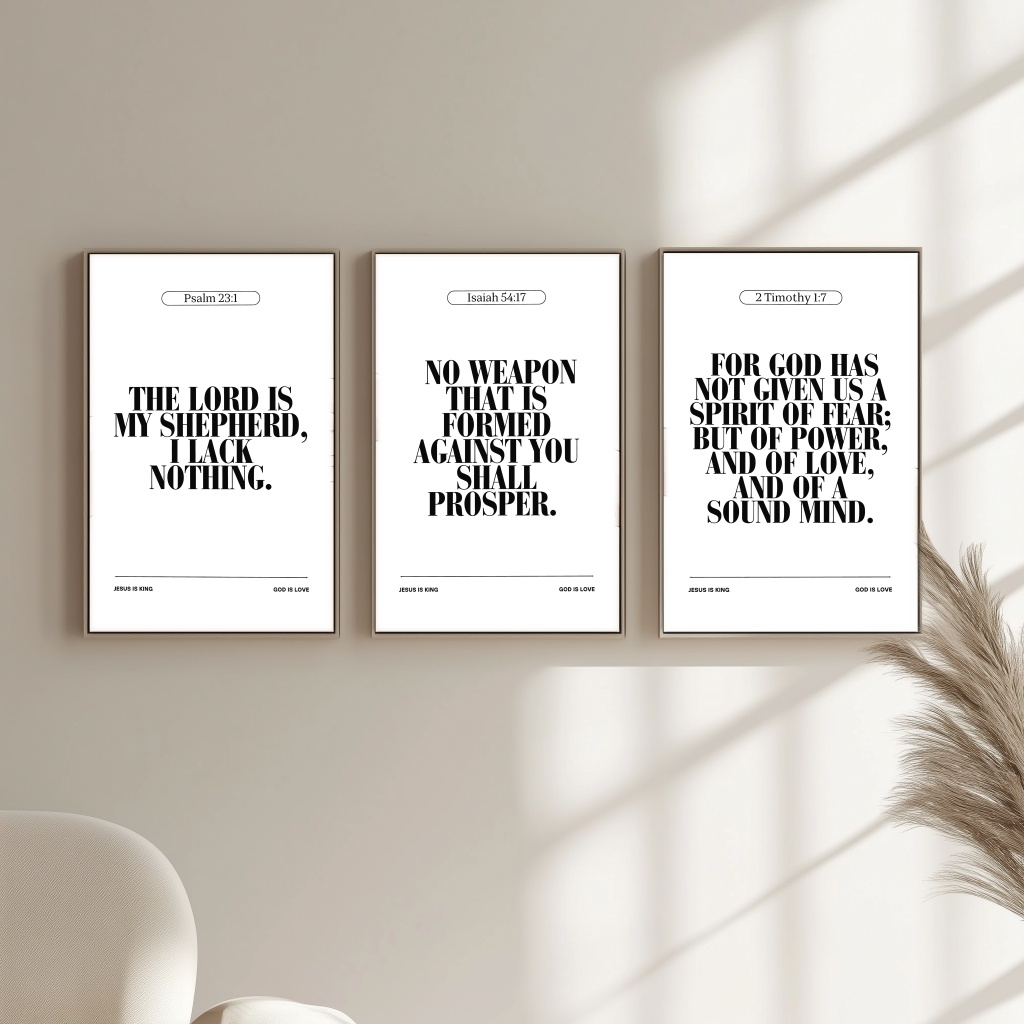 Psalm 23:1
THE LORD IS
MY SHEPHERD,
I LACK
NOTHING.
JESUS IS KING
GOD IS LOVE
Isaiah 54:17
NO WEAPON
THAT IS
FORMED
AGAINST YOU
SHALL
PROSPER.
JESUS IS KING
GOD IS LOVE
2 Timothy 1:7
FOR GOD HAS
NOT GIVEN US A
SPIRIT OF FEAR;
BUT OF POWER,
AND OF LOVE,
AND OF A
SOUND MIND.
JESUS IS KING
GOD IS LOVE